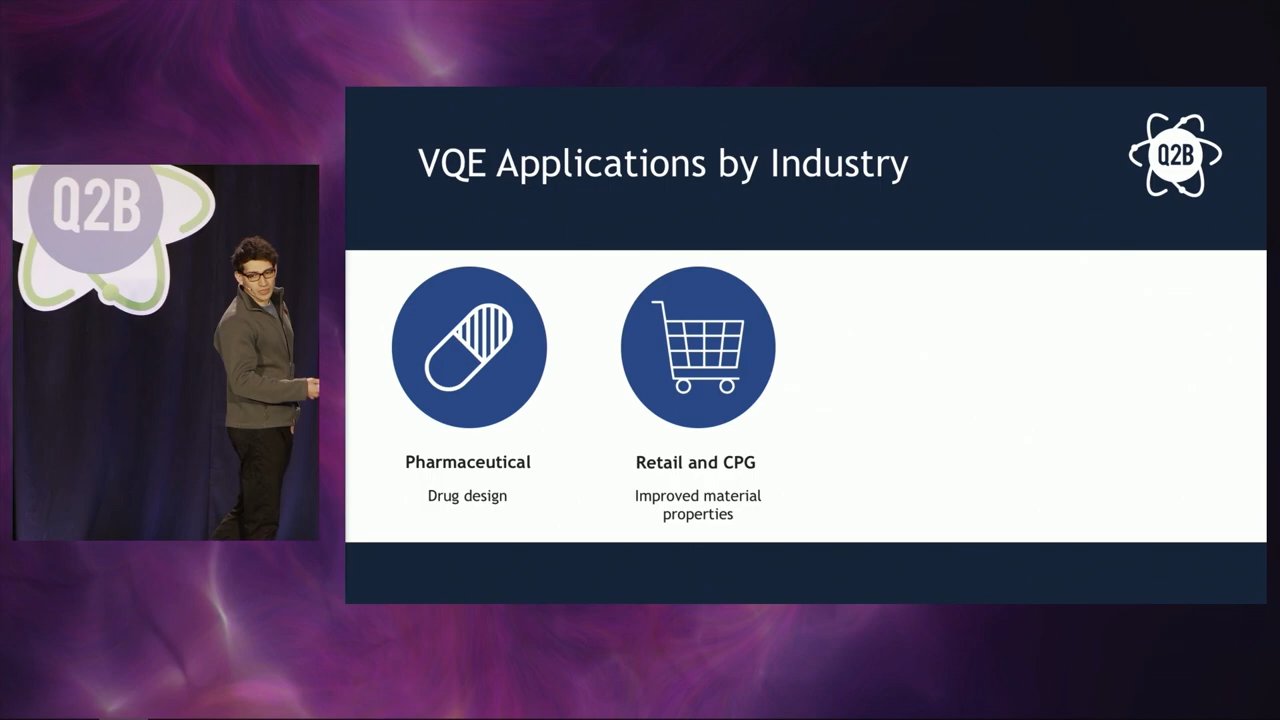 Q2B
VQE Applications by Industry
Q2B
Pharmaceutical
Drug design
Retail and CPG
Improved material
properties